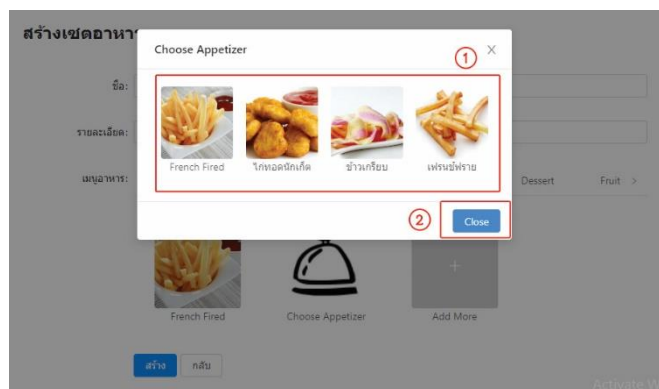 สร้างเซตอาหา
Choose Appetizer
1
X
ชื่อ:
รายละเอียด:
French Fired
ไก่ทอดนักเก็ต
ข้าวเกรียบ
เฟรนช์ฟราย
เมนูอาหาร:
Dessert
Fruit >
2
Close
French Fired
Choose Appetizer
+
Add More
สร้าง
กลับ
Activate W